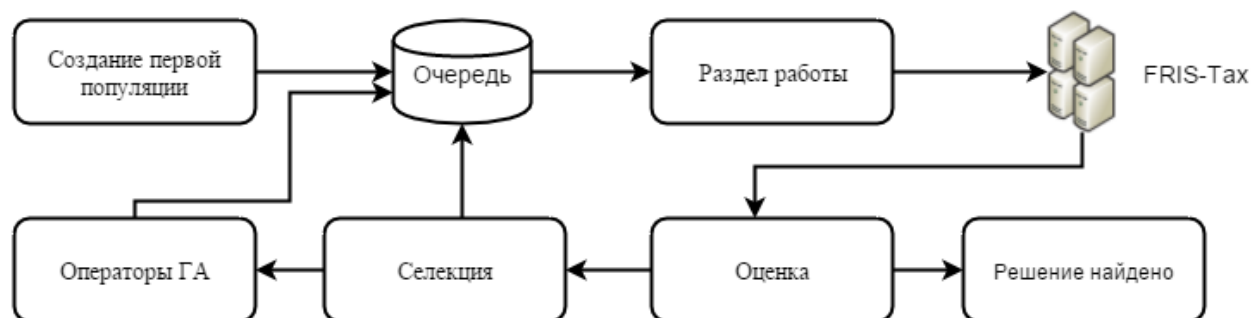 Создание первой
популяции
Очередь
Раздел работы
FRIS-Tax
Операторы ГА
Селекция
Оценка
Решение найдено